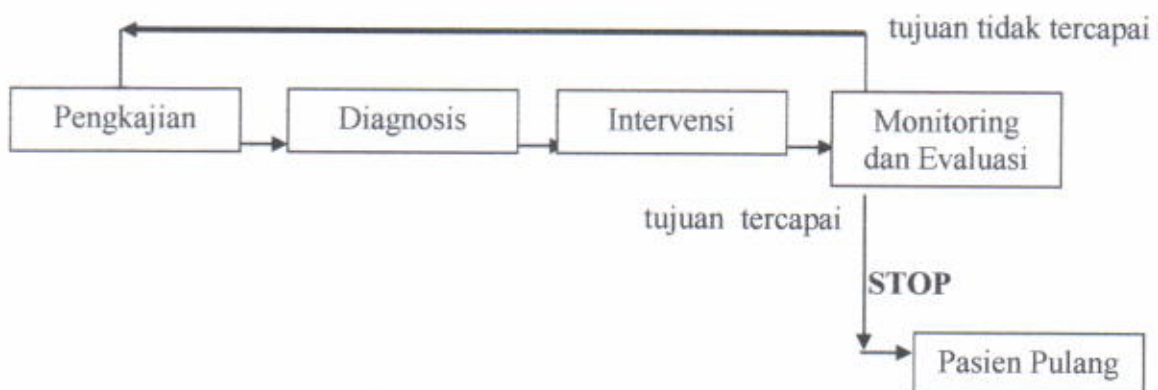 tujuan tidak tercapai
Pengkajian
Diagnosis
Intervensi
Monitoring
dan Evaluasi
tujuan tercapai
STOP
Pasien Pulang